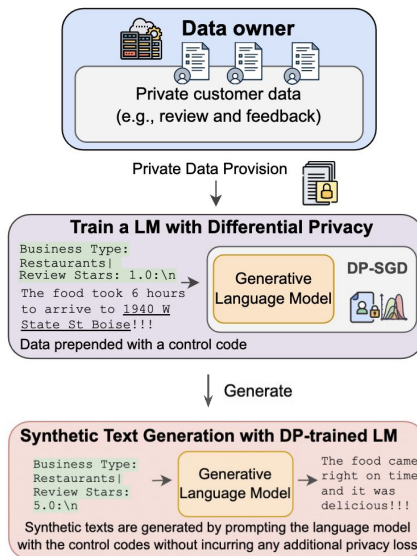 Data owner
Private customer data
(e.g., review and feedback)
Private Data Provision
Train a LM with Differential Privacy
Business Type:
Restaurants|
Review Stars: 1.0:\n
The food took 6 hours
to arrive to 1940 W
State St Boise!!!
Generative
Language Model
DP-SGD
Data prepended with a control code
Generate
Synthetic Text Generation with DP-trained LM
Business Type:
Restaurants|
Review Stars:
5.0:\n
Generative
Language Model
The food came
right on time
and it was
delicious!!!
Synthetic texts are generated by prompting the language model
with the control codes without incurring any additional privacy loss